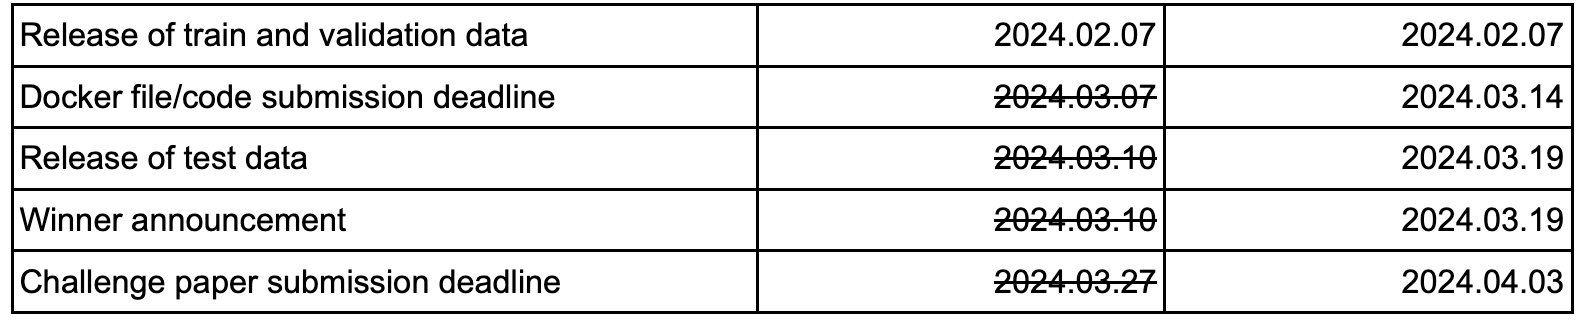 Release of train and validation data 2024.02.07 2024.02.07
Docker file/code submission deadline 2024.03.07 2024.03.14
Release of test data 2024.03.10 2024.03.19
Winner announcement 2024.03.10 2024.03.19
Challenge paper submission deadline 2024.03.27 2024.04.03